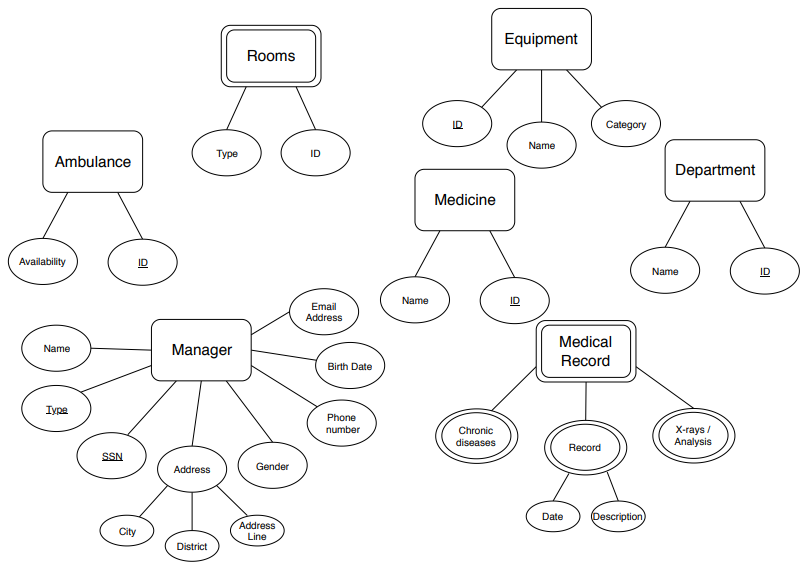 Rooms
Type
ID
Equipment
ID
Name
Category
Ambulance
Availability
ID
Medicine
Name
ID
Department
Name
ID
Manager
Name
Type
SSN
Address
City
District
Address
Line
Gender
Phone
number
Birth Date
Email
Address
Medical
Record
Chronic
diseases
Record
Date
Description
X-rays /
Analysis